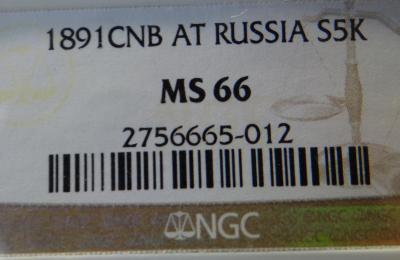 1891CNB AT RUSSIA S5K
MS 66
2756665-012
NGC